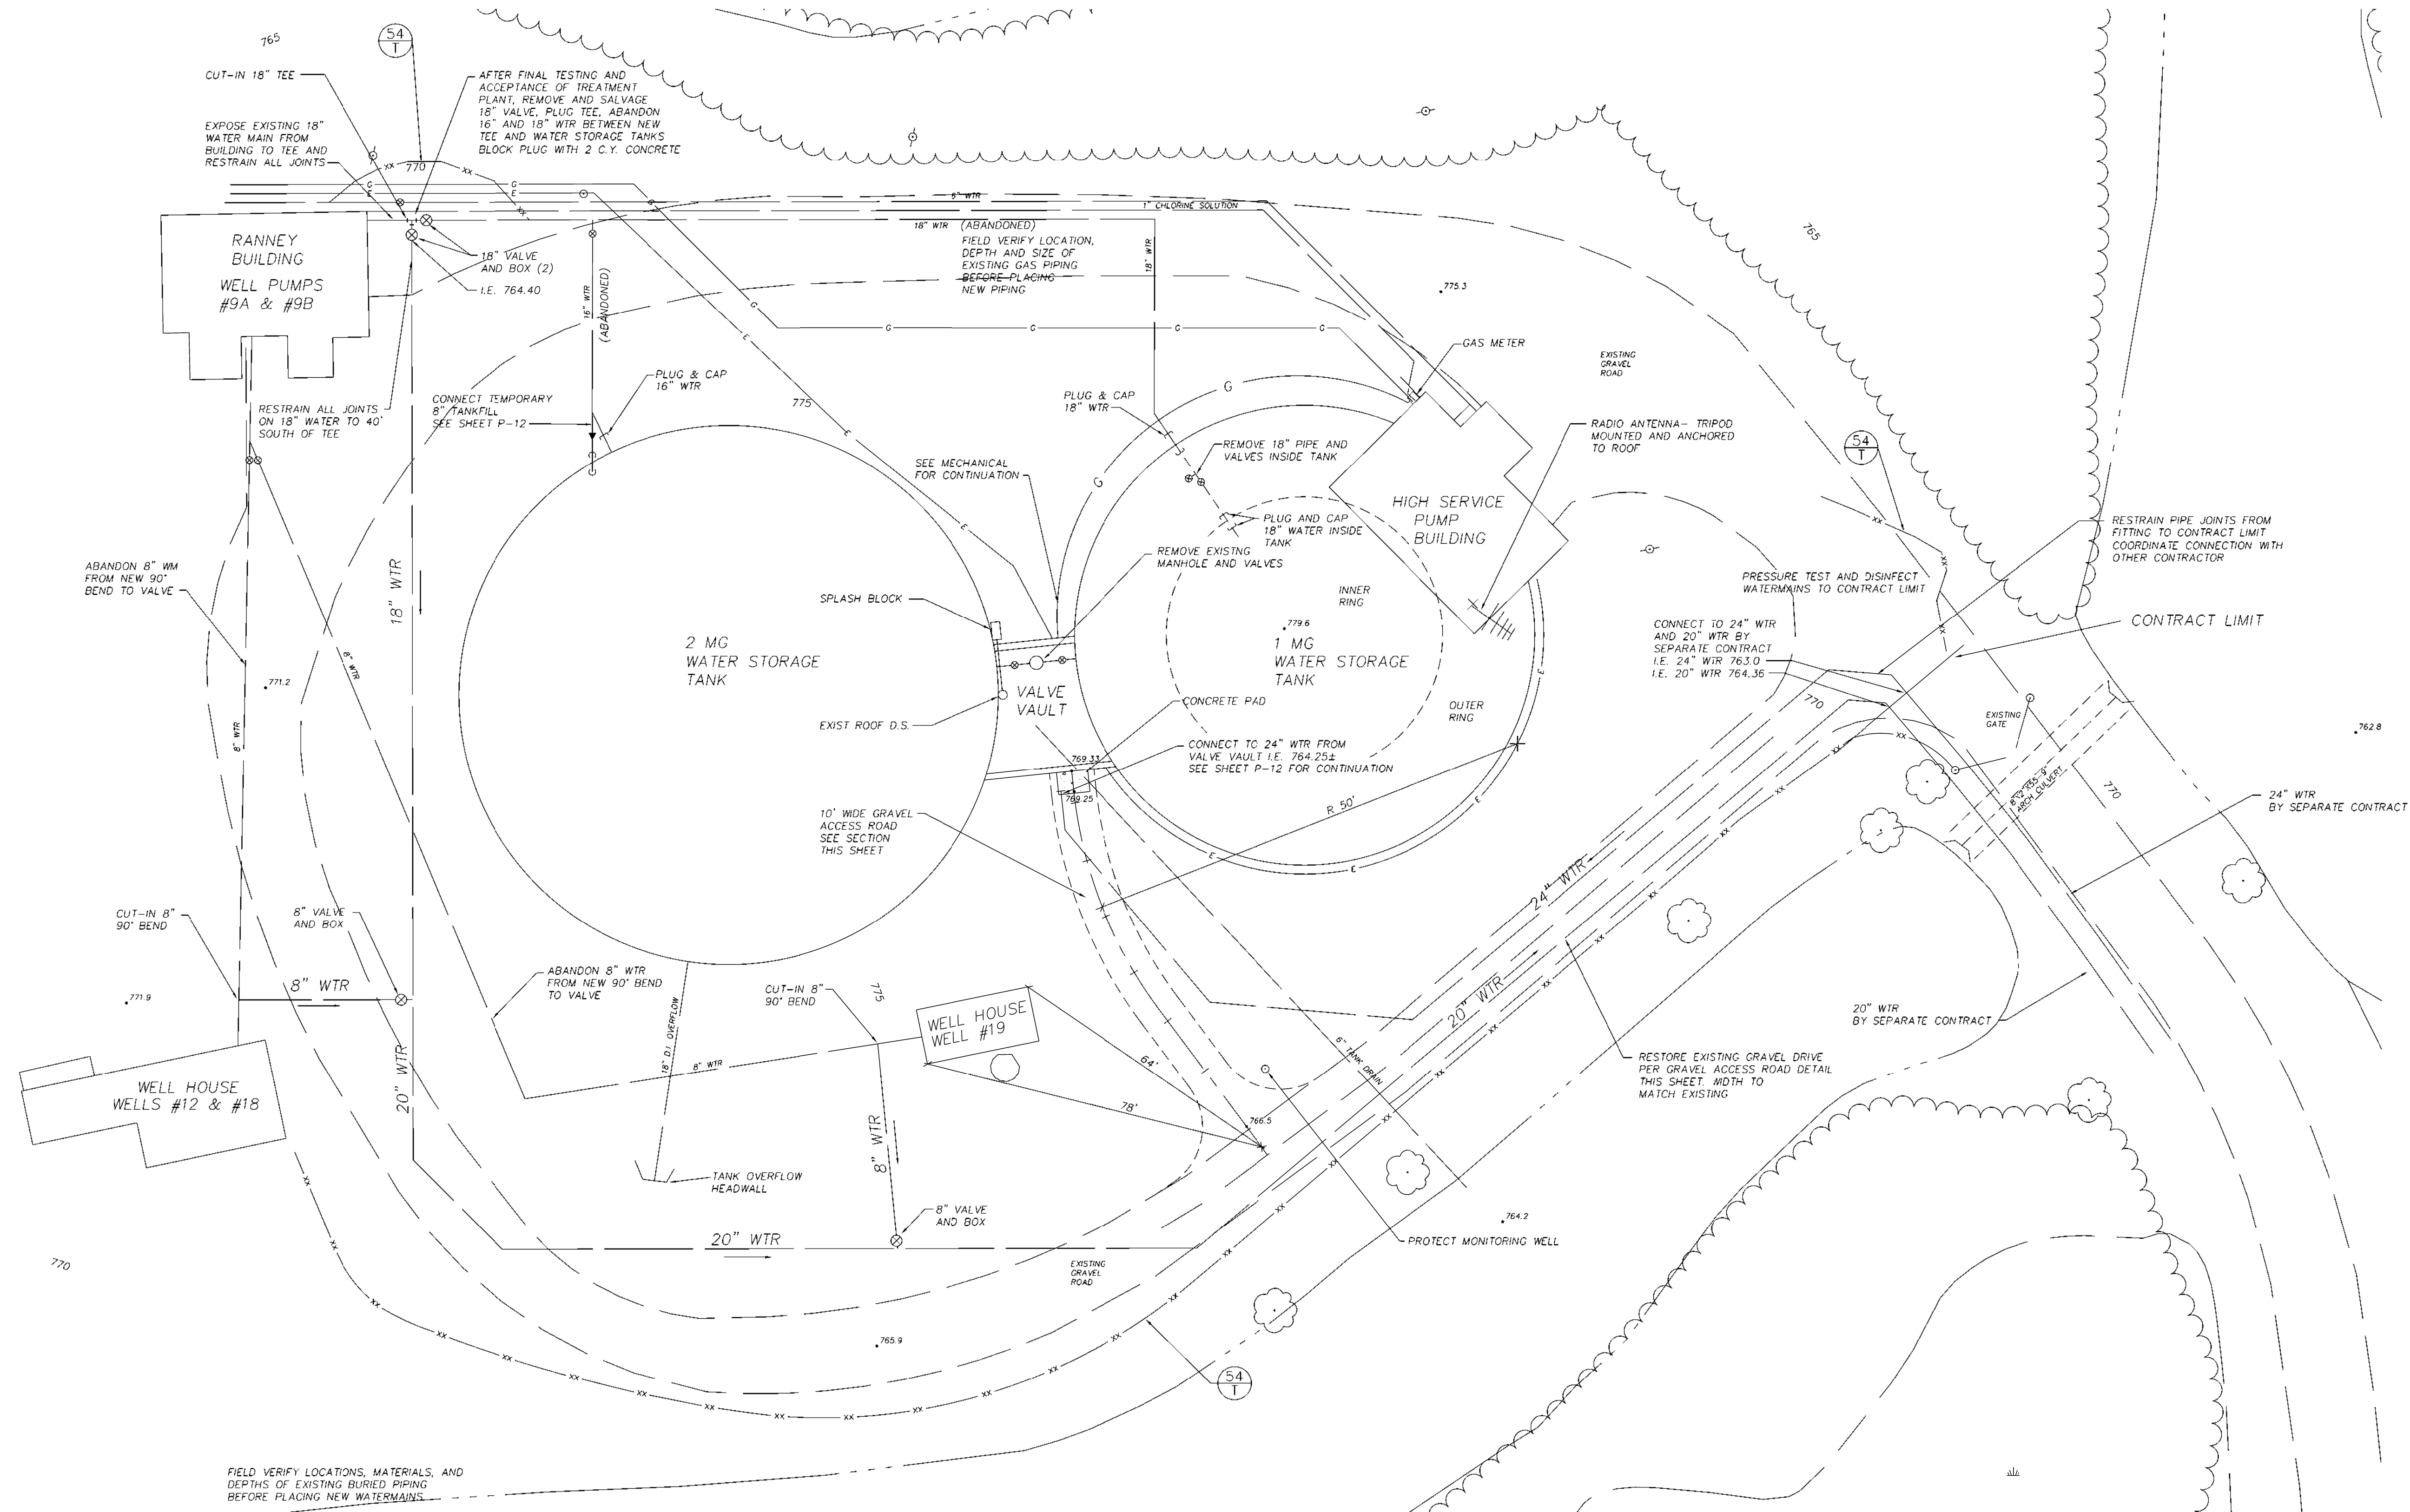 765
54
T
CUT-IN 18" TEE
AFTER FINAL TESTING AND
ACCEPTANCE OF TREATMENT
PLANT, REMOVE AND SALVAGE
18" VALVE, PLUG TEE, ABANDON
16" AND 18" WTR BETWEEN NEW
TEE AND WATER STORAGE TANKS
BLOCK PLUG WITH 2 C.Y. CONCRETE
EXPOSE EXISTING 18"
WATER MAIN FROM
BUILDING TO TEE AND
RESTRAIN ALL JOINTS
770
6" WTR
1" CHLORINE SOLUTION
18" WTR (ABANDONED)
FIELD VERIFY LOCATION,
DEPTH AND SIZE OF
EXISTING GAS PIPING
BEFORE PLACING
NEW PIPING
18" WTR
765
RANNEY
BUILDING
WELL PUMPS
#9A & #9B
18" VALVE
AND BOX (2)
I.E. 764.40
16" WTR
(ABANDONED)
775.3
GAS METER
EXISTING
GRAVEL
ROAD
PLUG & CAP
16" WTR
775
CONNECT TEMPORARY
8" TANKFILL
SEE SHEET P-12
RESTRAIN ALL JOINTS
ON 18" WATER TO 40'
SOUTH OF TEE
PLUG & CAP
18" WTR
REMOVE 18" PIPE AND
VALVES INSIDE TANK
RADIO ANTENNA- TRIPOD
MOUNTED AND ANCHORED
TO ROOF
54
T
SEE MECHANICAL
FOR CONTINUATION
HIGH SERVICE
PUMP
BUILDING
PLUG AND CAP
18" WATER INSIDE
TANK
RESTRAIN PIPE JOINTS FROM
FITTING TO CONTRACT LIMIT
COORDINATE CONNECTION WITH
OTHER CONTRACTOR
REMOVE EXISTNG
MANHOLE AND VALVES
ABANDON 8" WM
FROM NEW 90°
BEND TO VALVE
18" WTR
PRESSURE TEST AND DISINFECT
WATERMAINS TO CONTRACT LIMIT
SPLASH BLOCK
INNER
RING
779.6
CONTRACT LIMIT
2 MG
WATER STORAGE
TANK
1 MG
WATER STORAGE
TANK
CONNECT TO 24" WTR
AND 20" WTR BY
SEPARATE CONTRACT
I.E. 24" WTR 763.0
I.E. 20" WTR 764.36
8" WTR
771.2
8" WTR
VALVE
VAULT
CONCRETE PAD
OUTER
RING
770
EXISTING
GATE
762.8
EXIST ROOF D.S.
CONNECT TO 24" WTR FROM
VALVE VAULT I.E. 764.25±
SEE SHEET P-12 FOR CONTINUATION
769.33
769.25
R 50'
ARCH CULVERT
770
24" WTR
BY SEPARATE CONTRACT
10' WIDE GRAVEL
ACCESS ROAD
SEE SECTION
THIS SHEET
24" WTR
CUT-IN 8"
90° BEND
8" VALVE
AND BOX
8" WTR
771.9
ABANDON 8" WTR
FROM NEW 90° BEND
TO VALVE
18" D.I. OVERFLOW
CUT-IN 8"
90° BEND
775
WELL HOUSE
WELL #19
20" WTR
20" WTR
BY SEPARATE CONTRACT
8" WTR
64'
78'
6" TANK DRAIN
RESTORE EXISTING GRAVEL DRIVE
PER GRAVEL ACCESS ROAD DETAIL
THIS SHEET. WIDTH TO
MATCH EXISTING
20" WTR
WELL HOUSE
WELLS #12 & #18
8" WTR
766.5
TANK OVERFLOW
HEADWALL
8" VALVE
AND BOX
764.2
PROTECT MONITORING WELL
20" WTR
770
EXISTING
GRAVEL
ROAD
765.9
54
T
FIELD VERIFY LOCATIONS, MATERIALS, AND
DEPTHS OF EXISTING BURIED PIPING
BEFORE PLACING NEW WATERMAINS